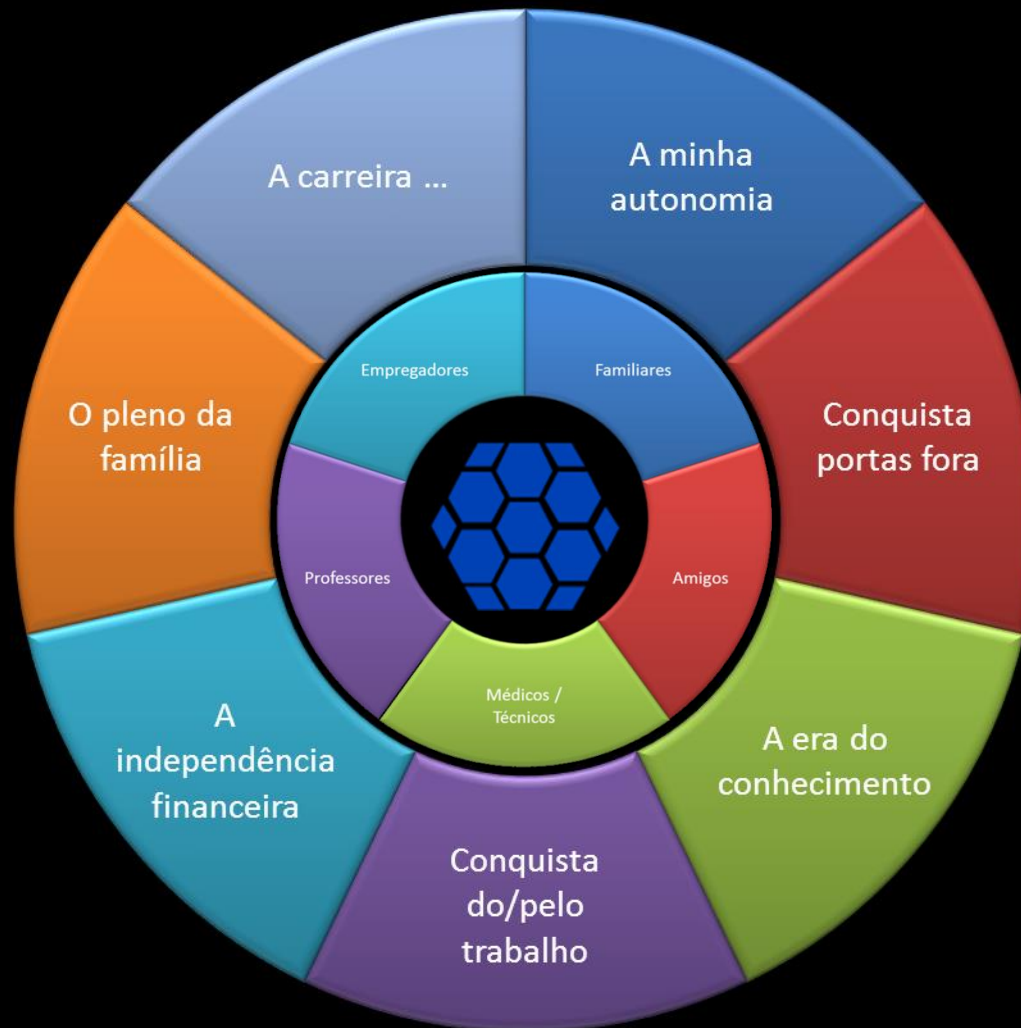 A carreira ...
A minha
autonomia
Conquista
portas fora
A era do
conhecimento
Conquista
do/pelo
trabalho
A
independência
financeira
O pleno da
família
Empregadores
Familiares
Amigos
Médicos /
Técnicos
Professores